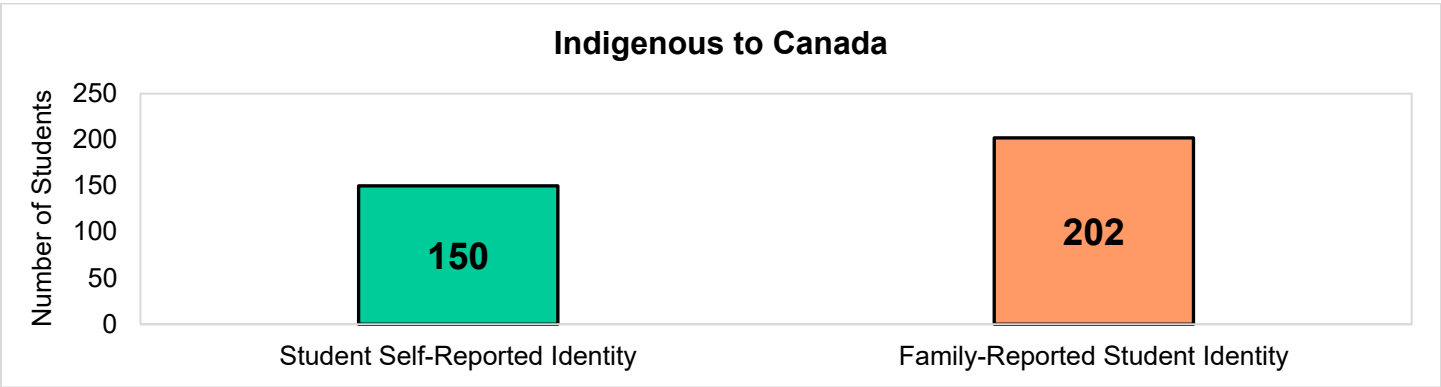 Indigenous to Canada
Number of Students
250
200
150
100
50
0
150
202
Student Self-Reported Identity
Family-Reported Student Identity